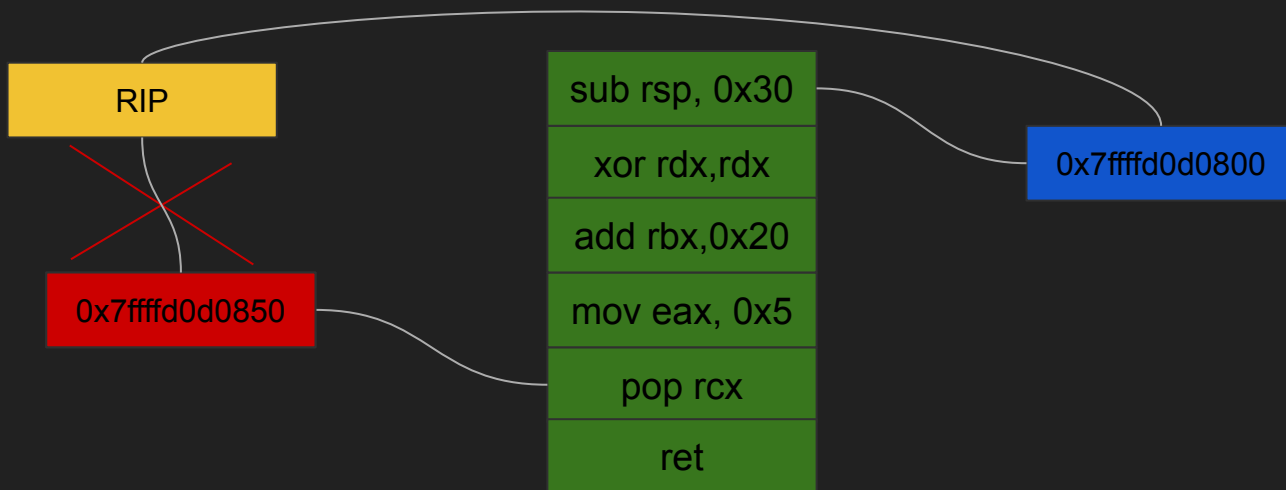 RIP
sub rsp, 0x30
xor rdx,rdx
add rbx,0x20
mov eax, 0x5
pop rcx
ret
0x7ffffd0d0850
0x7ffffd0d0800